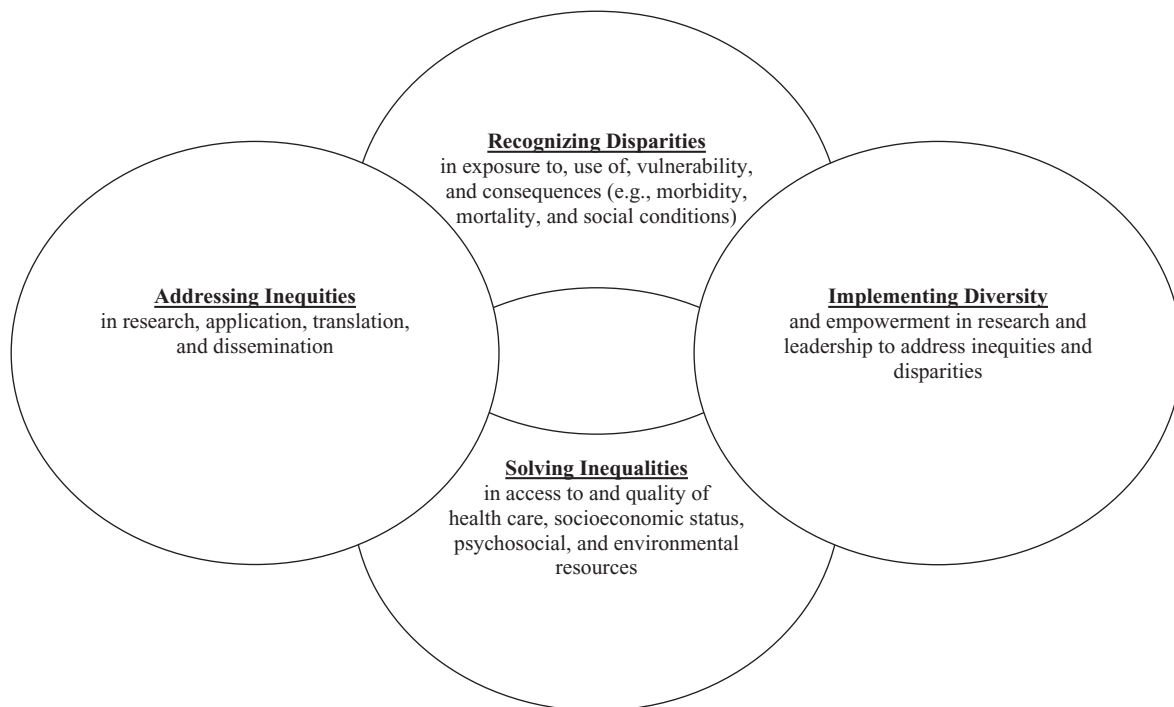 Recognizing Disparities
in exposure to, use of, vulnerability,
and consequences (e.g., morbidity,
mortality, and social conditions)
Addressing Inequities
in research, application, translation,
and dissemination
Implementing Diversity
and empowerment in research and
leadership to address inequities and
disparities
Solving Inequalities
in access to and quality of
health care, socioeconomic status,
psychosocial, and environmental
resources